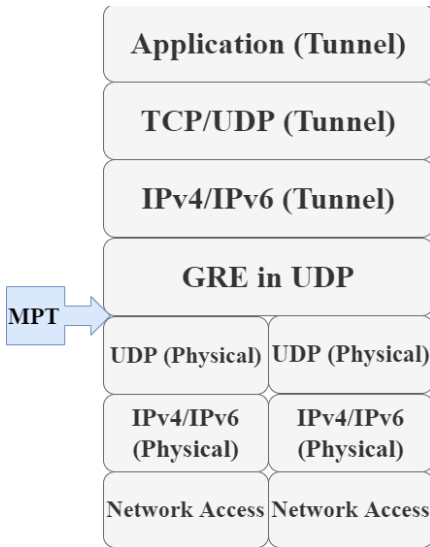 Application (Tunnel)
TCP/UDP (Tunnel)
IPv4/IPv6 (Tunnel)
GRE in UDP
MPT
UDP (Physical)
UDP (Physical)
IPv4/IPv6
(Physical)
IPv4/IPv6
(Physical)
Network Access
Network Access